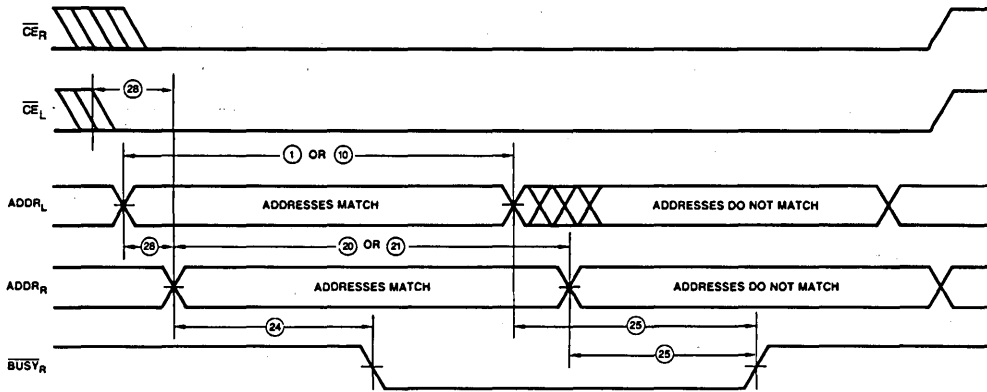 CE_R
CE_L
28
1 OR 10
ADDR_L
ADDRESSES MATCH
ADDRESSES DO NOT MATCH
28
20 OR 21
ADDR_R
ADDRESSES MATCH
ADDRESSES DO NOT MATCH
24
25
25
BUSY_R